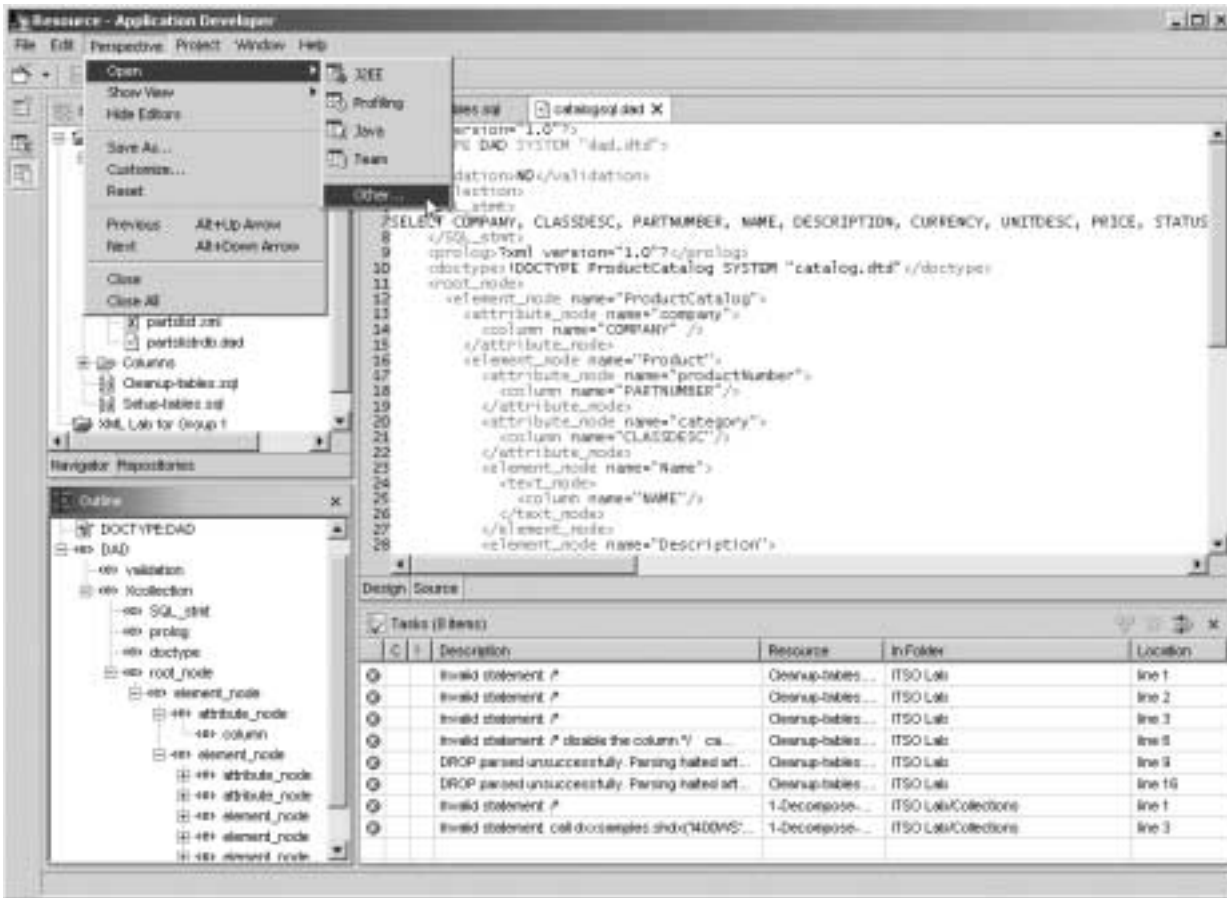 Resource - Application Developer
File Edit Perspective Project Window Help
Open
Show View
Hide Editors
Save As...
Customize...
Reset
Previous Alt+Up Arrow
Next Alt+Down Arrow
Close
Close All
J2EE
Profiling
Java
Team
Other...
partslist.xml
partslistrdb.dad
Columns
Cleanup-tables.sql
Setup-tables.sql
XML Lab for Group 1
Navigator Repositories
Outline
DOCTYPE:DAD
DAD
validation
Xcollection
SQL_stmt
prolog
doctype
root_node
element_node
attribute_node
column
element_node
attribute_node
attribute_node
element_node
element_node
element_node
catalogsql.dad
version="1.0"?>
DAD SYSTEM "dad.dtd">
dation>NO</validation>
lection>
_stmt>
7 SELECT COMPANY, CLASSDESC, PARTNUMBER, NAME, DESCRIPTION, CURRENCY, UNITDESC, PRICE, STATUS
8 </SQL_stmt>
9 <prolog>?xml version="1.0"?</prolog>
10 <doctype>!DOCTYPE ProductCatalog SYSTEM "catalog.dtd"</doctype>
11 <root_node>
12 <element_node name="ProductCatalog">
13 <attribute_node name="company">
14 <column name="COMPANY" />
15 </attribute_node>
16 <element_node name="Product">
17 <attribute_node name="productNumber">
18 <column name="PARTNUMBER"/>
19 </attribute_node>
20 <attribute_node name="category">
21 <column name="CLASSDESC"/>
22 </attribute_node>
23 <element_node name="Name">
24 <text_node>
25 <column name="NAME"/>
26 </text_node>
27 </element_node>
28 <element_node name="Description">
Design Source
Tasks (8 items)
C ! Description Resource In Folder Location
Invalid statement: /* Cleanup-tables... ITSO Lab line 1
Invalid statement: /* Cleanup-tables... ITSO Lab line 2
Invalid statement: /* Cleanup-tables... ITSO Lab line 3
Invalid statement: /* disable the column */ ca... Cleanup-tables... ITSO Lab line 6
DROP parsed unsuccessfully. Parsing halted aft... Cleanup-tables... ITSO Lab line 9
DROP parsed unsuccessfully. Parsing halted aft... Cleanup-tables... ITSO Lab line 16
Invalid statement: /* 1-Decompose-... ITSO Lab/Collections line 1
Invalid statement: call 1-Decompose-... ITSO Lab/Collections line 3